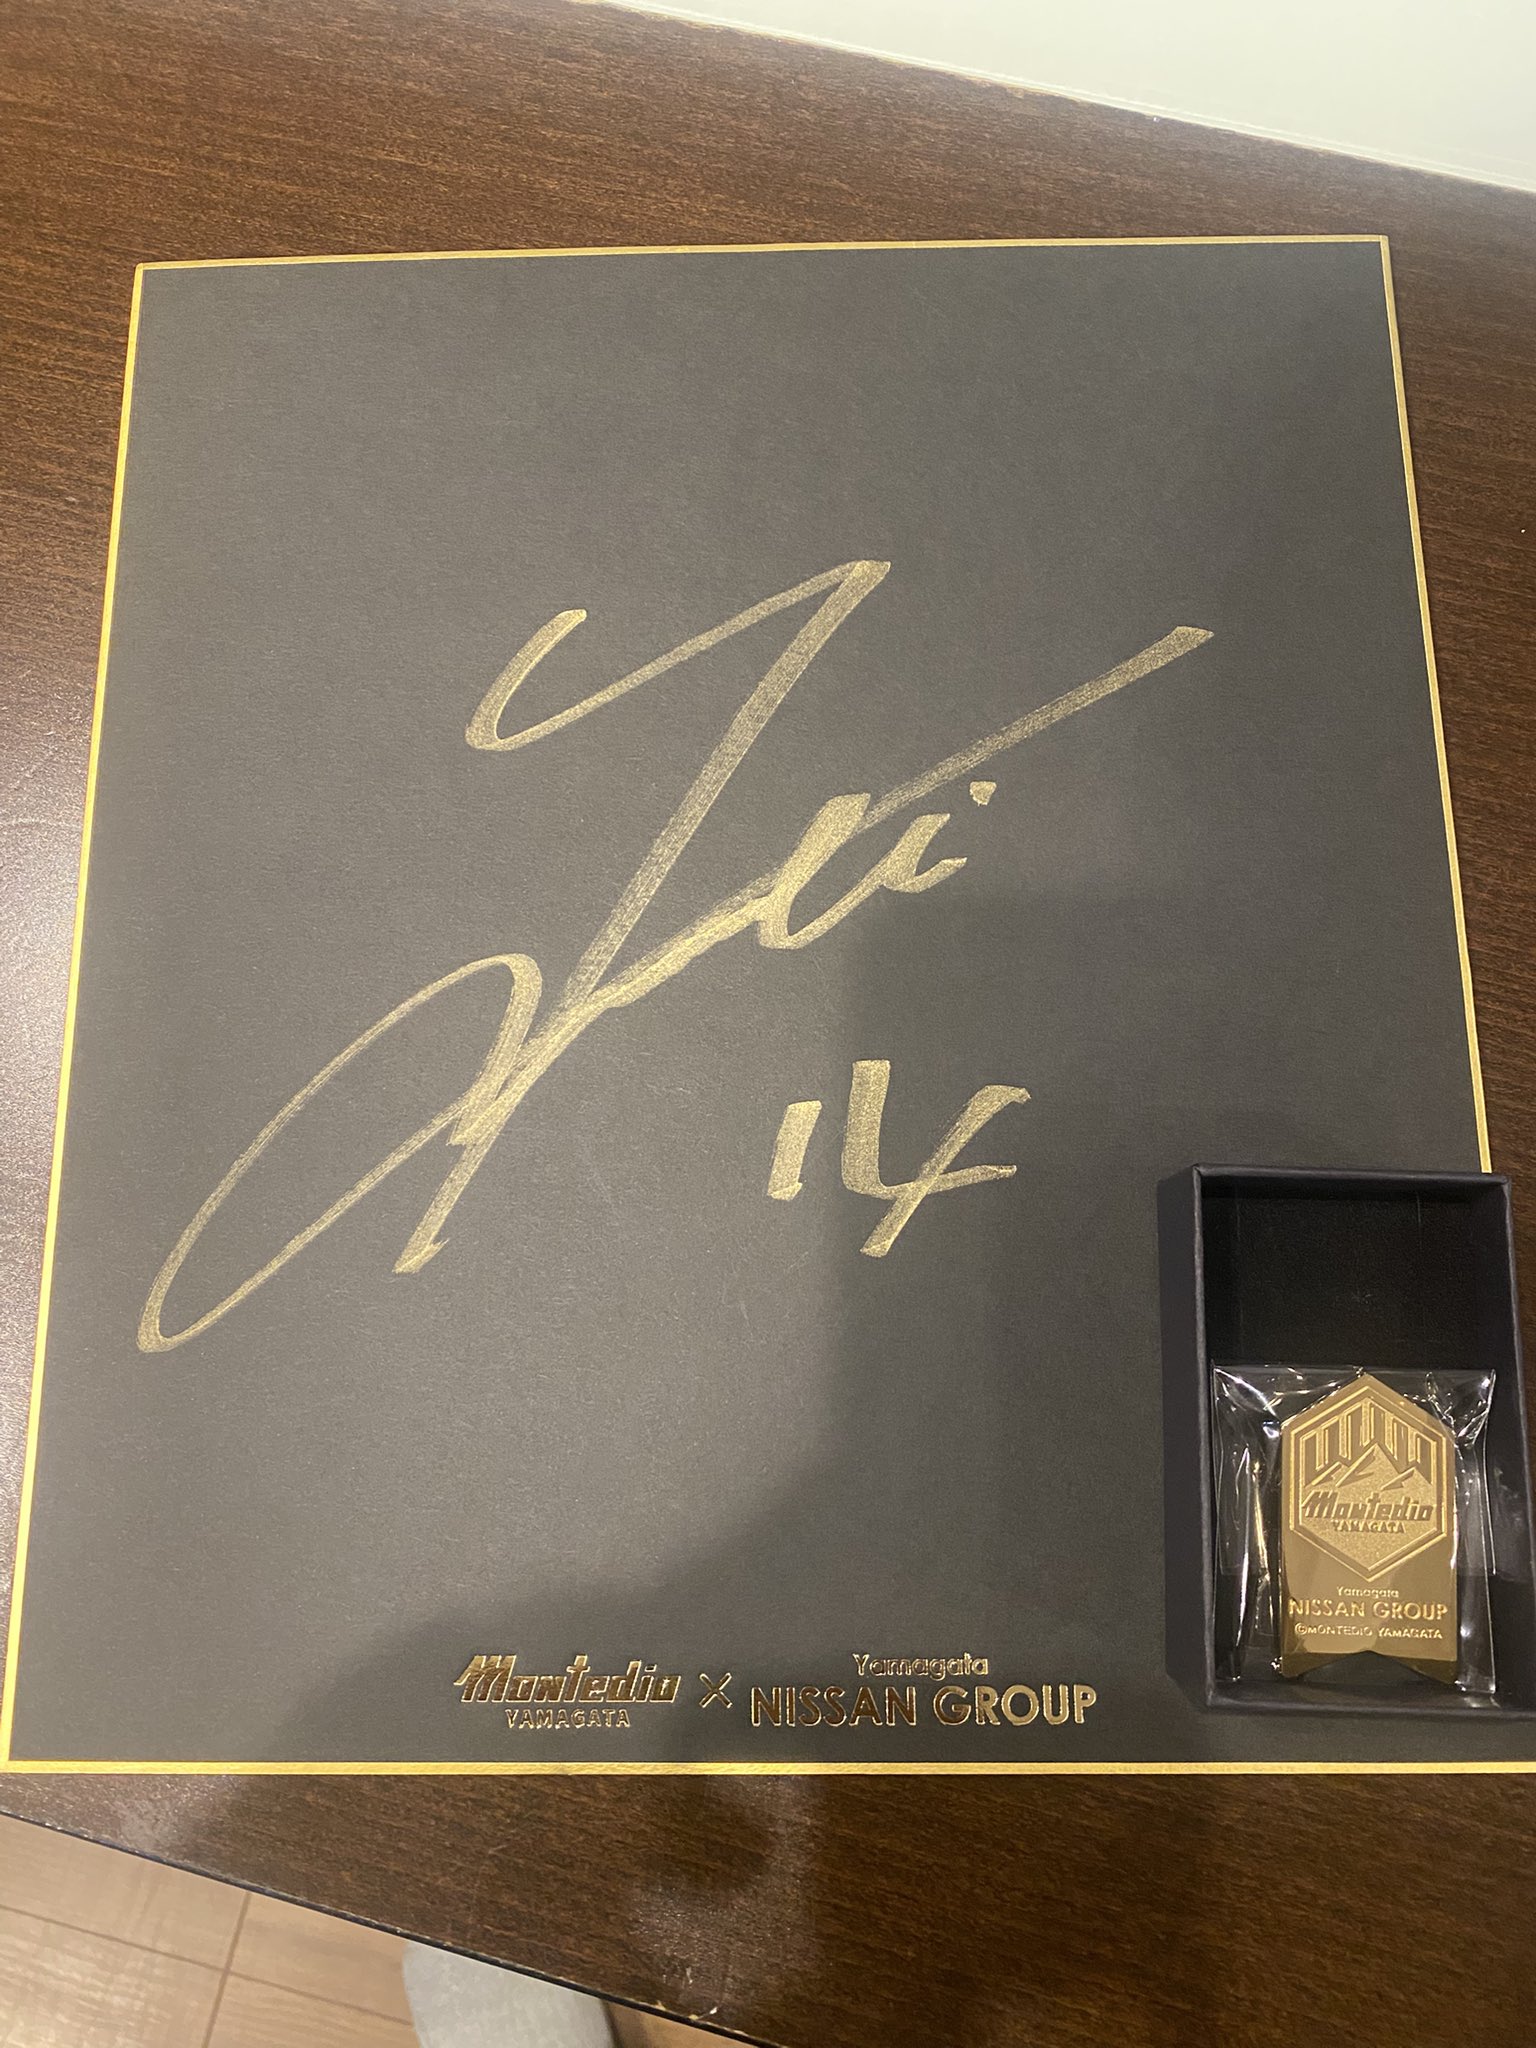 14
Montedio
YAMAGATA
×
Yamagata
NISSAN GROUP
Montedio
YAMAGATA
Yamagata
NISSAN GROUP
©MONTEDIO YAMAGATA